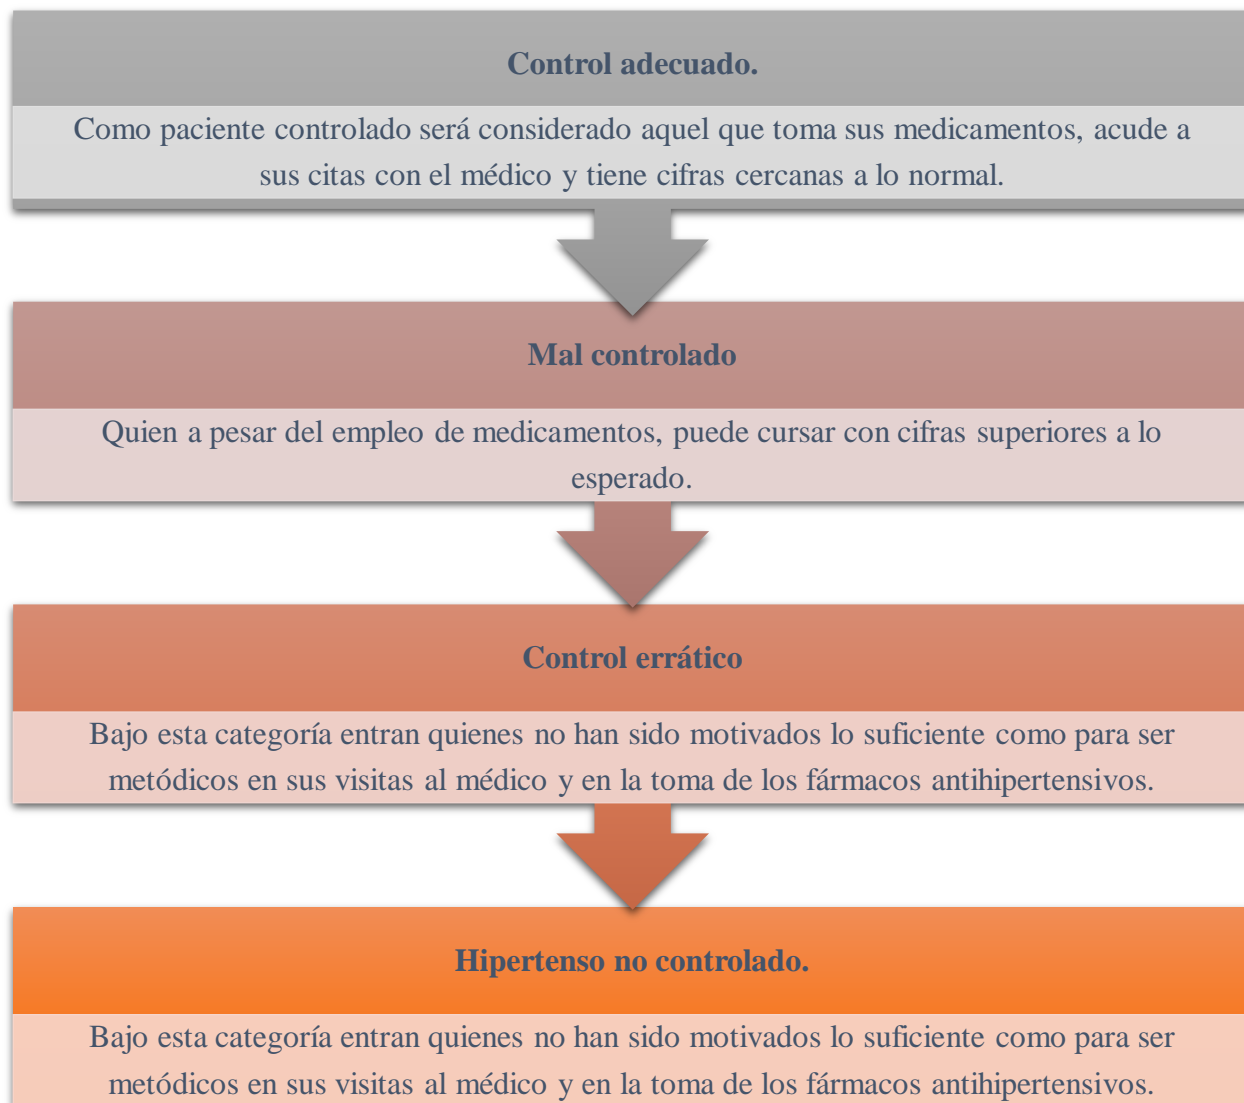 Control adecuado.
Como paciente controlado será considerado aquel que toma sus medicamentos, acude a
sus citas con el médico y tiene cifras cercanas a lo normal.
Mal controlado
Quien a pesar del empleo de medicamentos, puede cursar con cifras superiores a lo
esperado.
Control errático
Bajo esta categoría entran quienes no han sido motivados lo suficiente como para ser
metódicos en sus visitas al médico y en la toma de los fármacos antihipertensivos.
Hipertenso no controlado.
Bajo esta categoría entran quienes no han sido motivados lo suficiente como para ser
metódicos en sus visitas al médico y en la toma de los fármacos antihipertensivos.